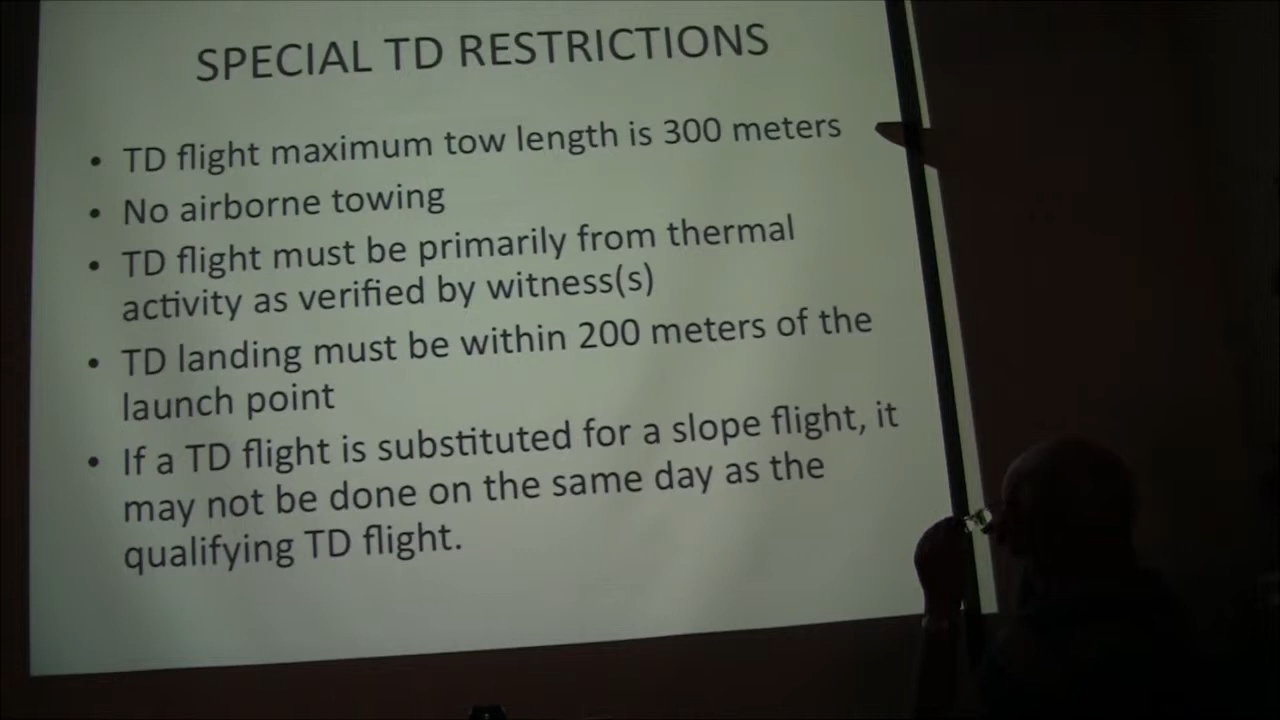 SPECIAL TD RESTRICTIONS
• TD flight maximum tow length is 300 meters
• No airborne towing
• TD flight must be primarily from thermal
activity as verified by witness(s)
• TD landing must be within 200 meters of the
launch point
• If a TD flight is substituted for a slope flight, it
may not be done on the same day as the
qualifying TD flight.